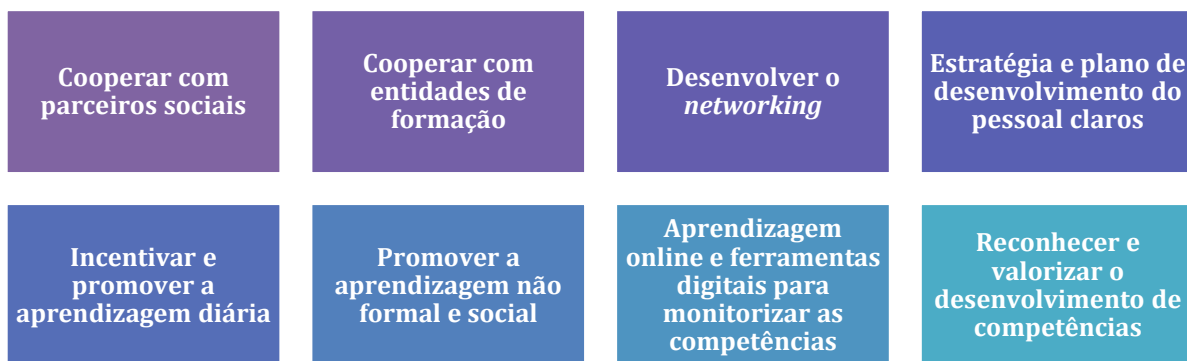 Cooperar com
parceiros sociais
Cooperar com
entidades de
formação
Desenvolver o
networking
Estratégia e plano de
desenvolvimento do
pessoal claros
Incentivar e
promover a
aprendizagem diária
Promover a
aprendizagem não
formal e social
Aprendizagem
online e ferramentas
digitais para
monitorizar as
competências
Reconhecer e
valorizar o
desenvolvimento de
competências